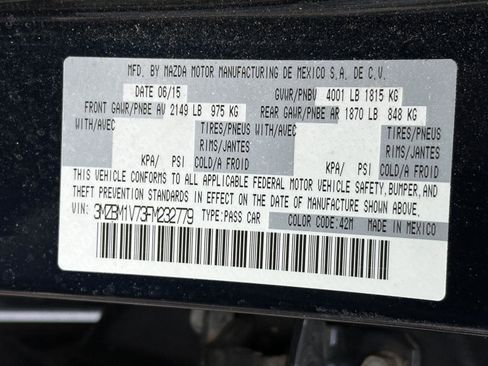 MFD. BY MAZDA MOTOR MANUFACTURING DE MEXICO S.A. DE C.V.
DATE 06/15 GVWR/PNBV 4001 LB 1815 KG
FRONT GAWR/PNBE AV 2149 LB 975 KG REAR GAWR/PNBE AR 1870 LB 848 KG
WITH/AVEC TIRES/PNEUS WITH/AVEC TIRES/PNEUS
RIMS/JANTES RIMS/JANTES
KPA/ PSI COLD/A FROID KPA/ PSI COLD/A FROID
THIS VEHICLE CONFORMS TO ALL APPLICABLE FEDERAL MOTOR VEHICLE SAFETY, BUMPER, AND
THEFT PREVENTION STANDARDS IN EFFECT ON THE DATE OF MANUFACTURE SHOWN ABOVE.
VIN: 3MZBM1V73FM232779 TYPE: PASS CAR COLOR CODE: 42M MADE IN MEXICO